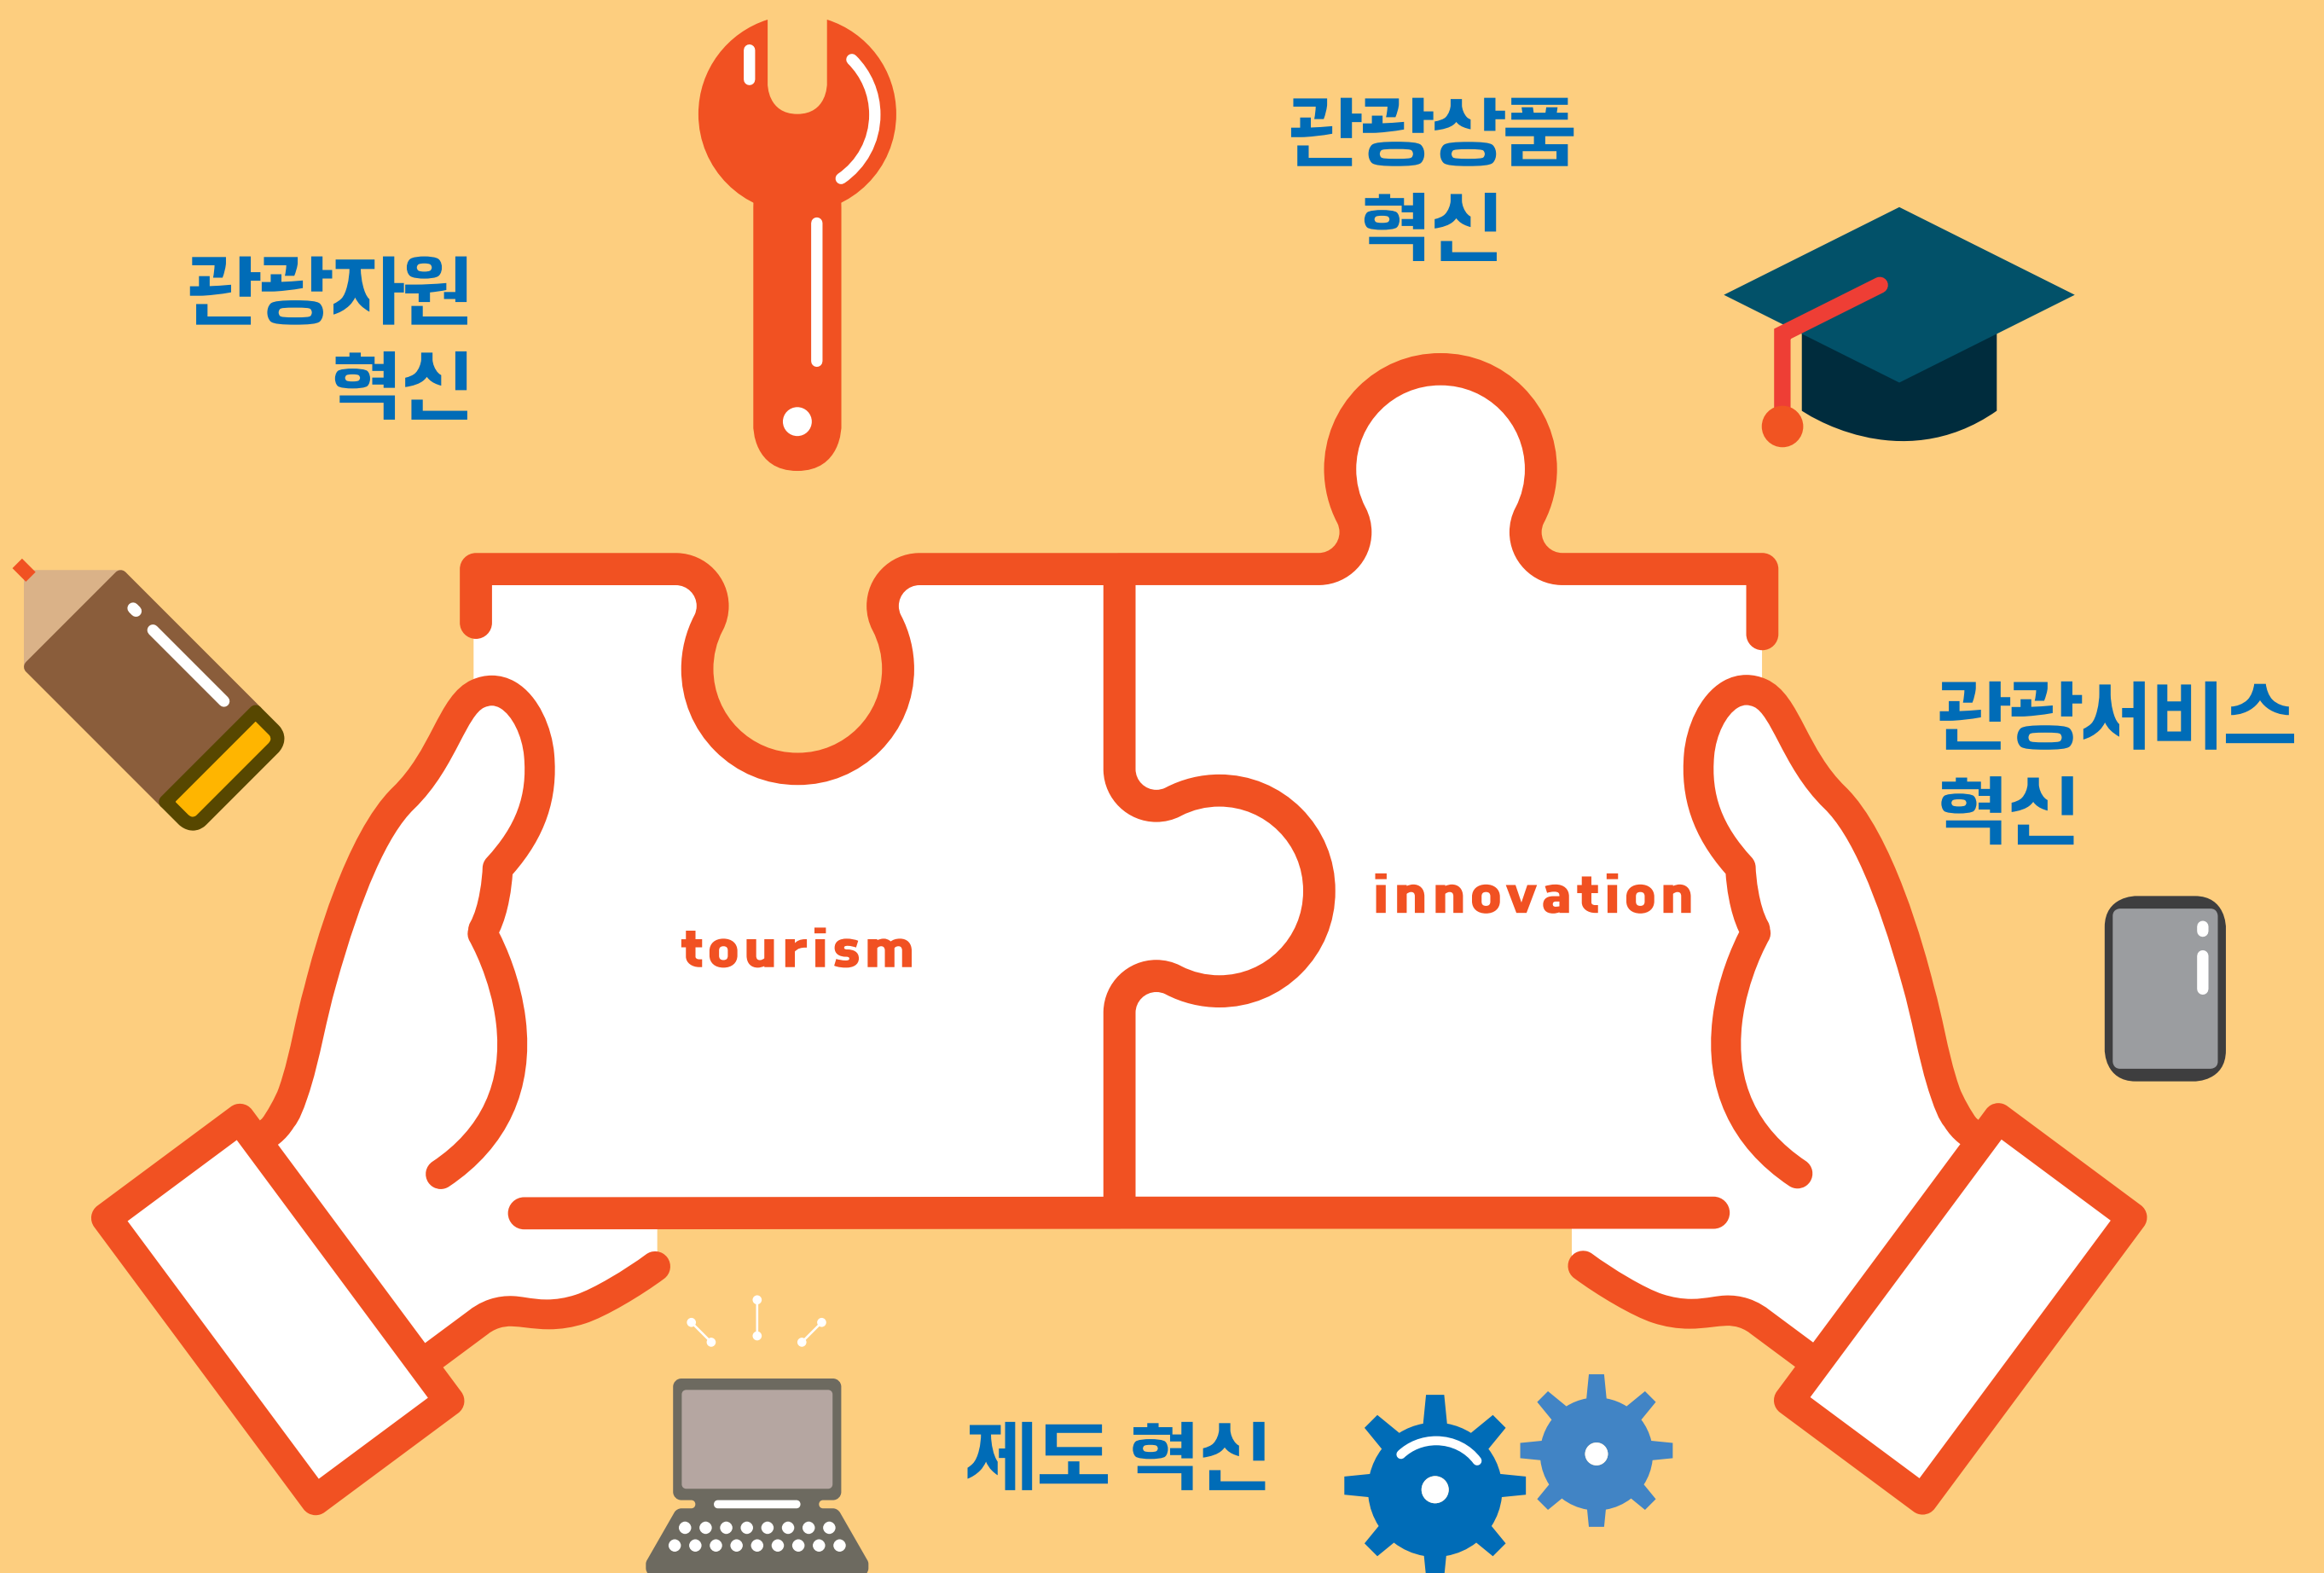 관광상품
혁신
관광자원
혁신
관광서비스
혁신
innovation
tourism
제도 혁신